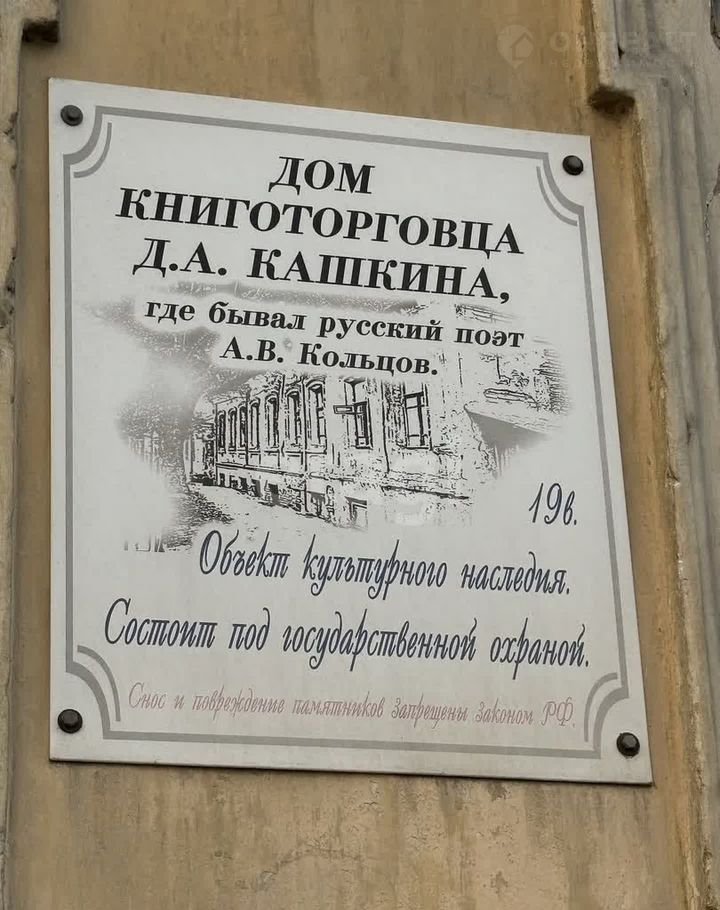 ДОМ
КНИГОТОРГОВЦА
Д.А. КАШКИНА,
где бывал русский поэт
А.В. Кольцов.
19в.
Объект культурного наследия.
Состоит под государственной охраной.
Снос и повреждение памятников запрещены законом РФ.